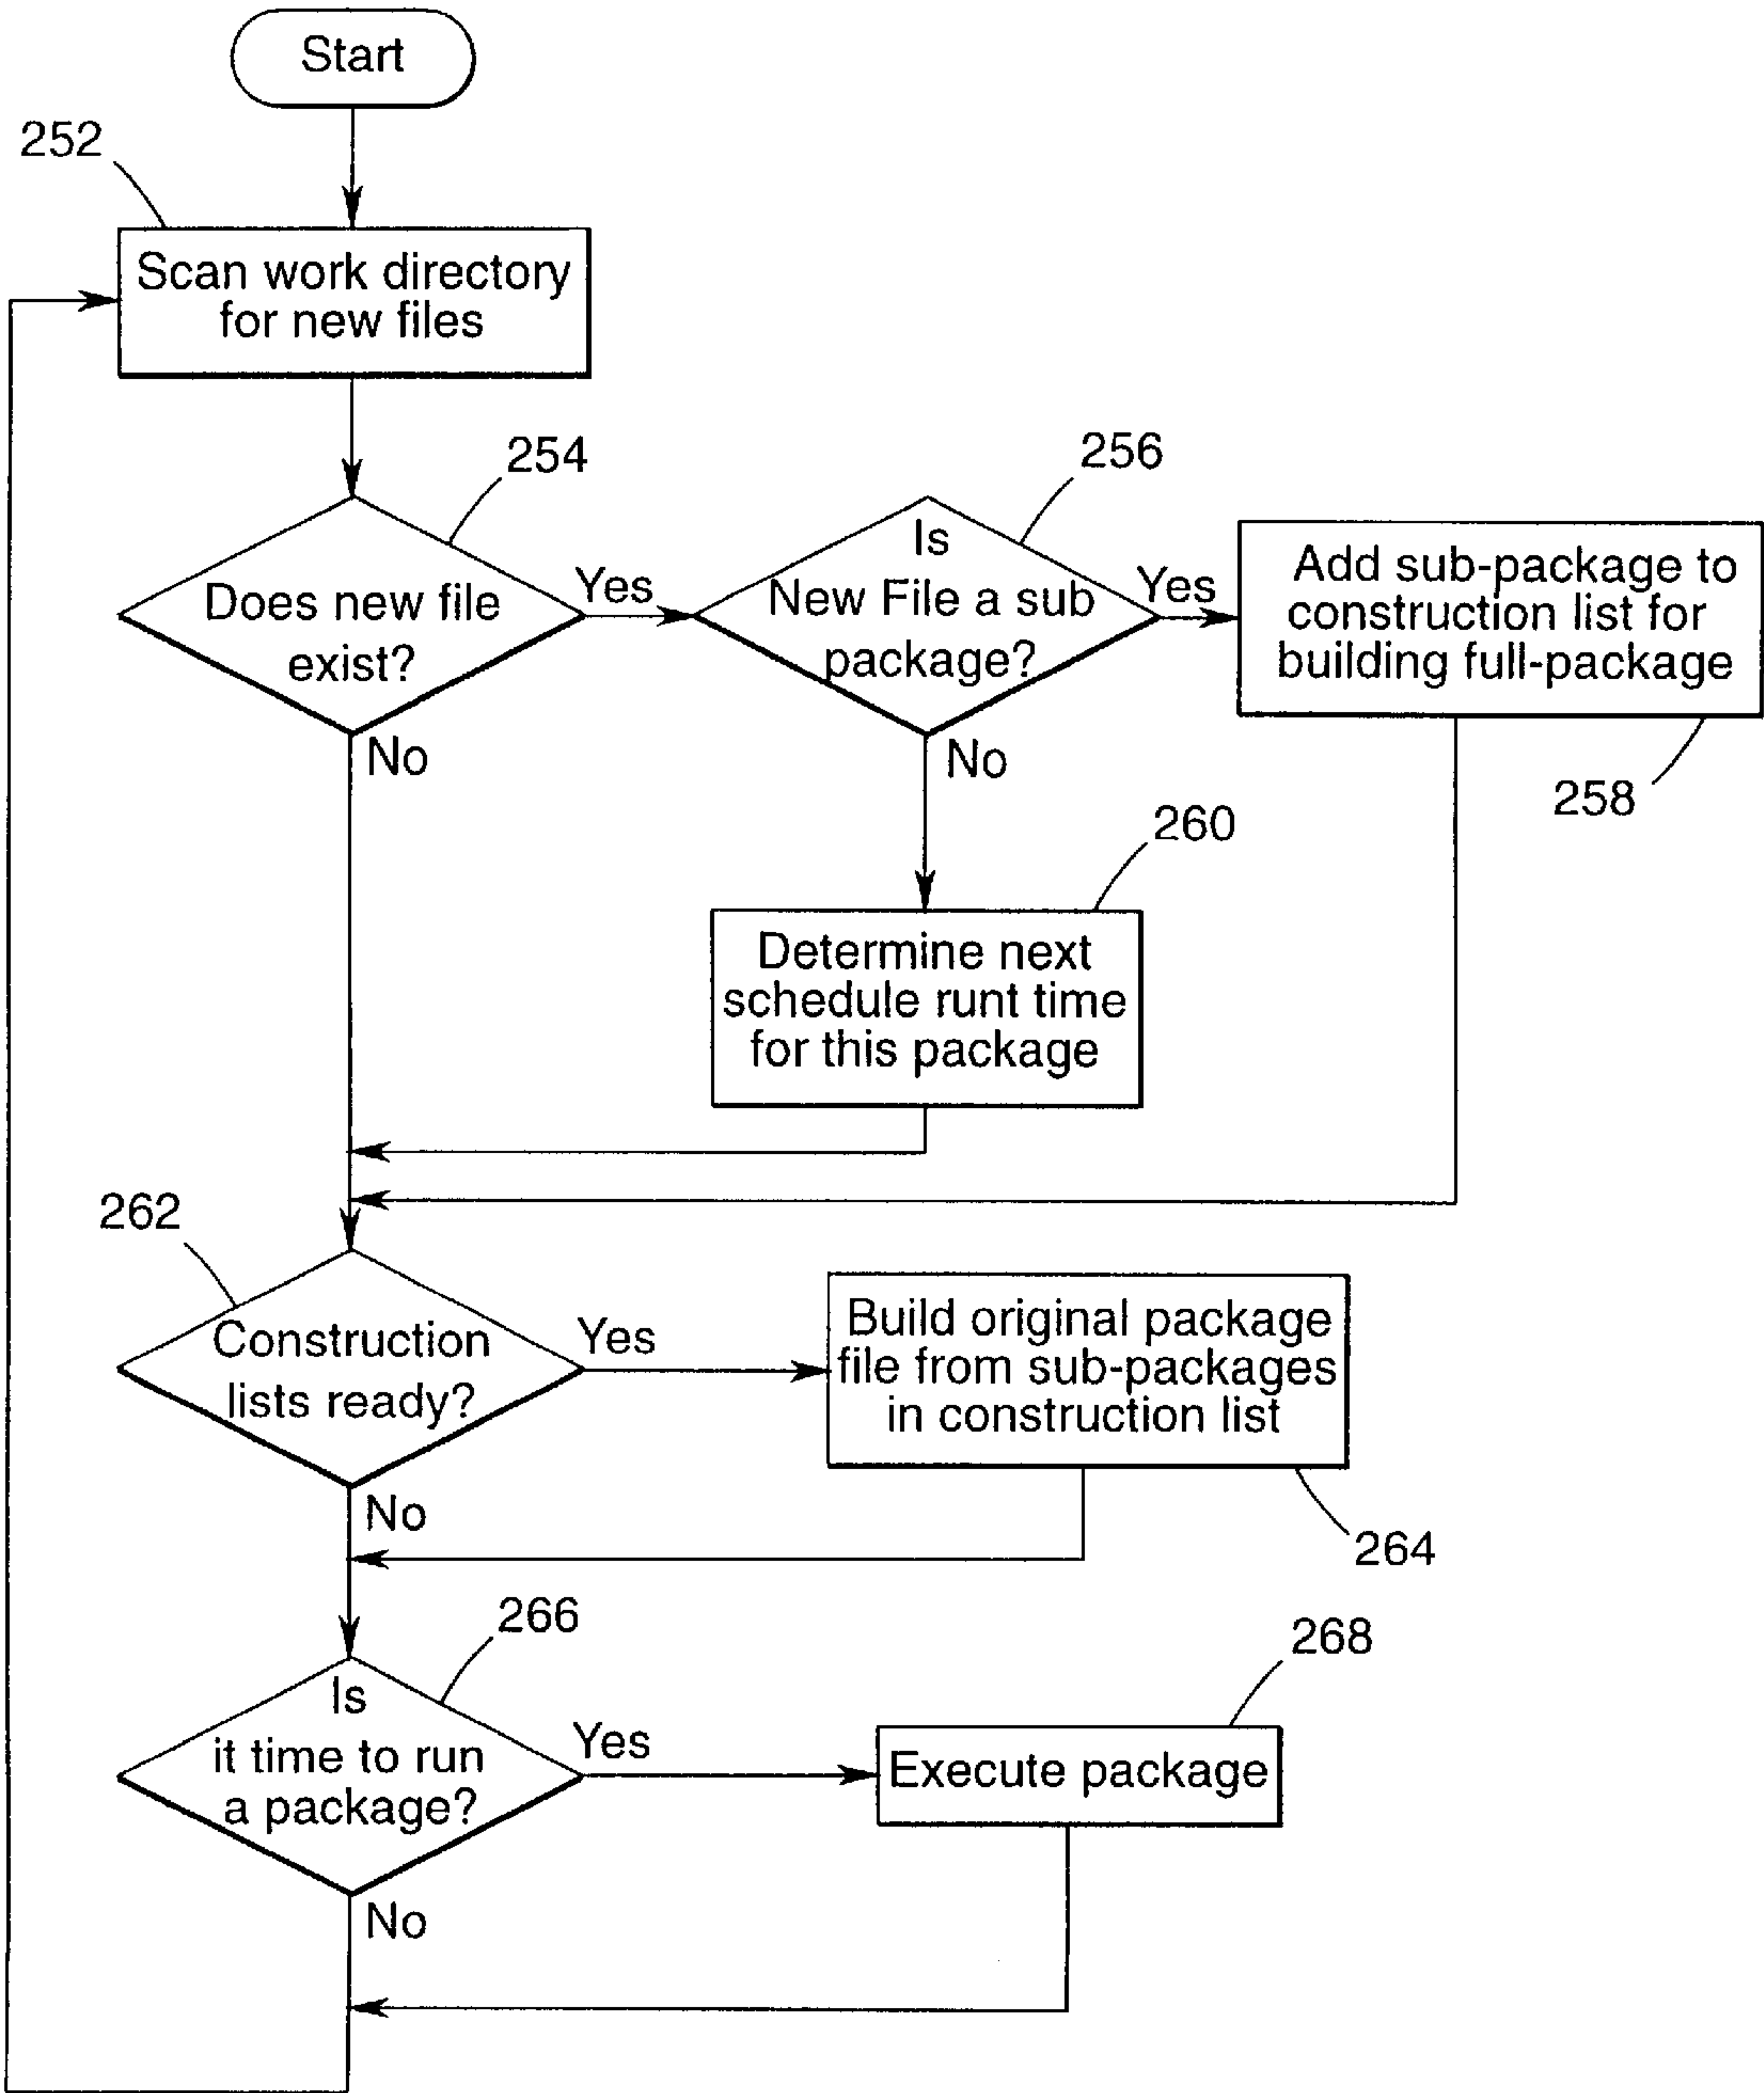 Start
252
Scan work directory
for new files
254
Does new file
exist?
Yes
No
256
Is
New File a sub
package?
Yes
No
Add sub-package to
construction list for
building full-package
258
260
Determine next
schedule runt time
for this package
262
Construction
lists ready?
Yes
No
Build original package
file from sub-packages
in construction list
264
266
Is
it time to run
a package?
Yes
No
268
Execute package